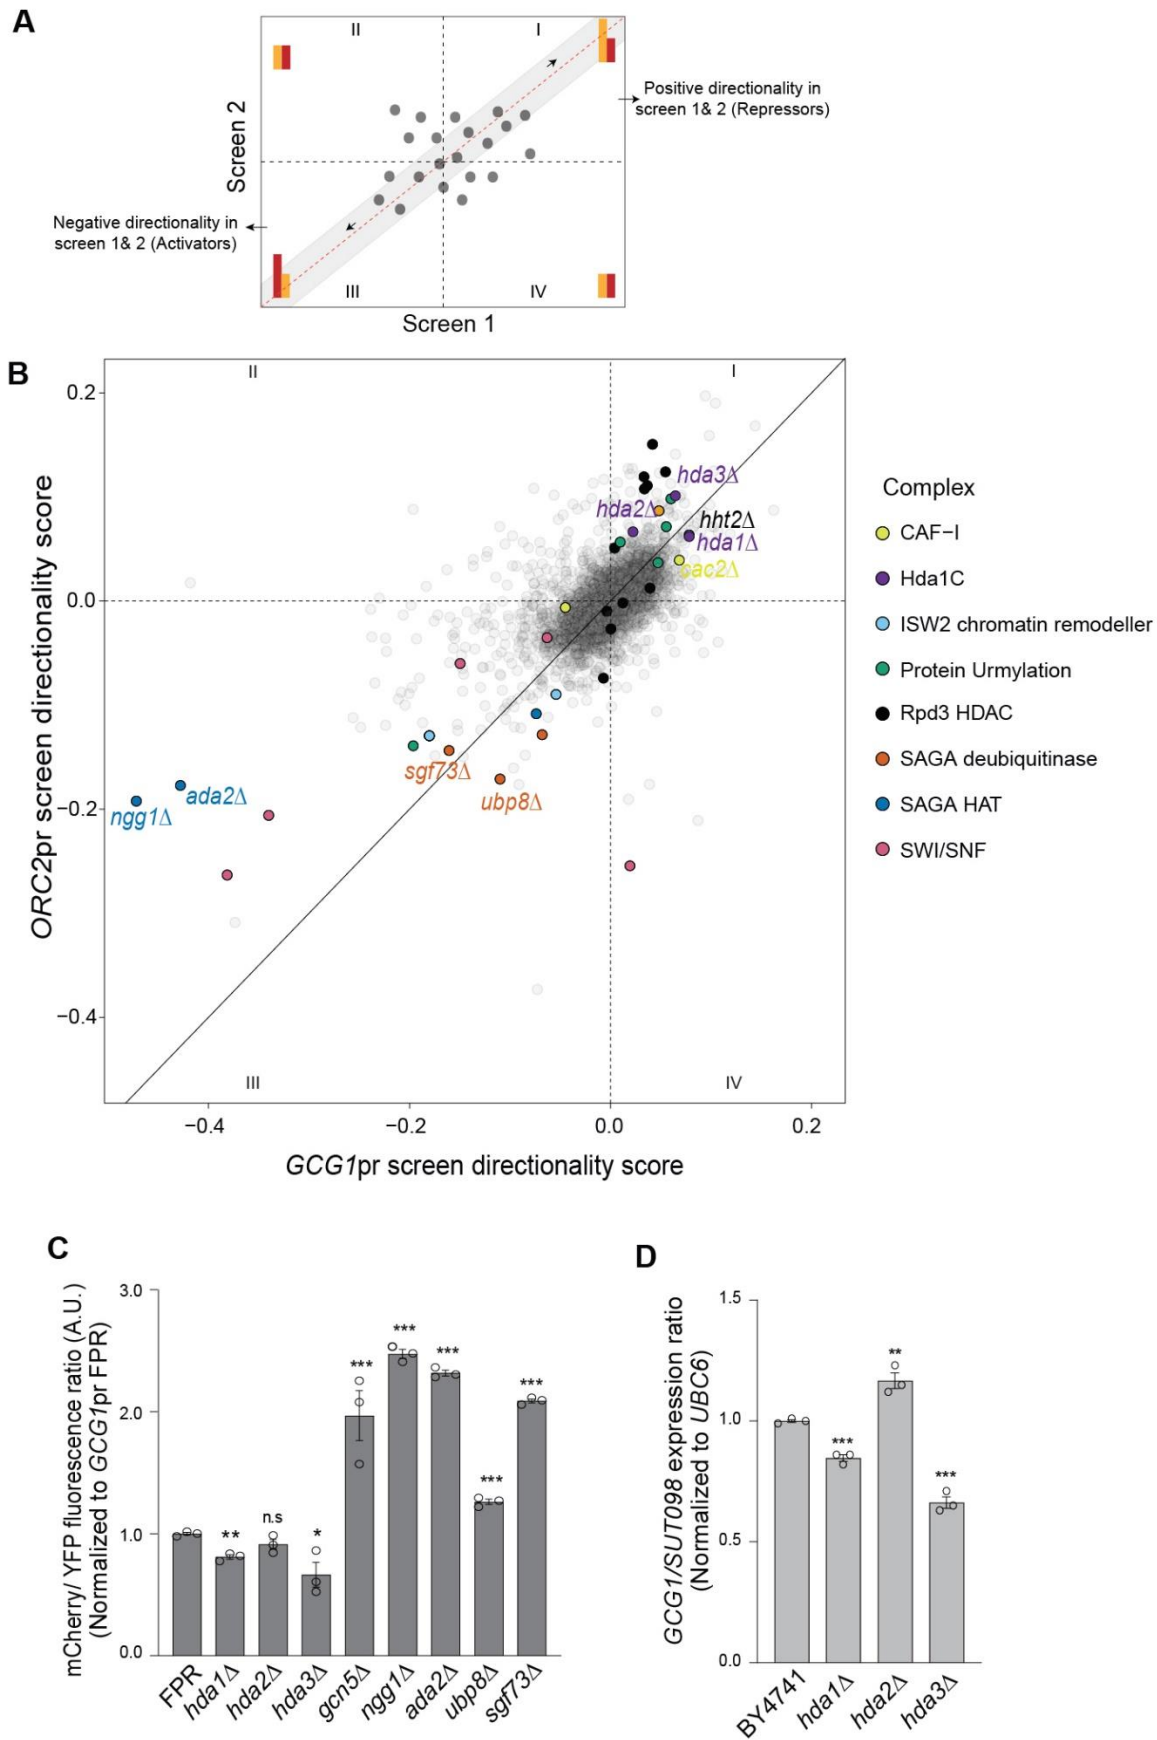 A
II
I
Screen 2
Positive directionality in
screen 1& 2 (Repressors)
Negative directionality in
screen 1& 2 (Activators)
III
IV
Screen 1
B
II
I
0.2
0.0
−0.2
−0.4
ORC2pr screen directionality score
hda3Δ
hda2Δ
hht2Δ
hda1Δ
cac2Δ
sgf73Δ
ubp8Δ
ada2Δ
ngg1Δ
III
IV
−0.4
−0.2
0.0
0.2
GCG1pr screen directionality score
Complex
CAF−I
Hda1C
ISW2 chromatin remodeller
Protein Urmylation
Rpd3 HDAC
SAGA deubiquitinase
SAGA HAT
SWI/SNF
C
mCherry/ YFP fluorescence ratio (A.U.)
(Normalized to GCG1pr FPR)
3.0
2.0
1.0
0.0
**
n.s
*
***
***
***
***
***
FPR
hda1Δ
hda2Δ
hda3Δ
gcn5Δ
ngg1Δ
ada2Δ
ubp8Δ
sgf73Δ
D
GCG1/SUT098 expression ratio
(Normalized to UBC6)
1.5
1.0
0.5
0.0
***
**
***
BY4741
hda1Δ
hda2Δ
hda3Δ